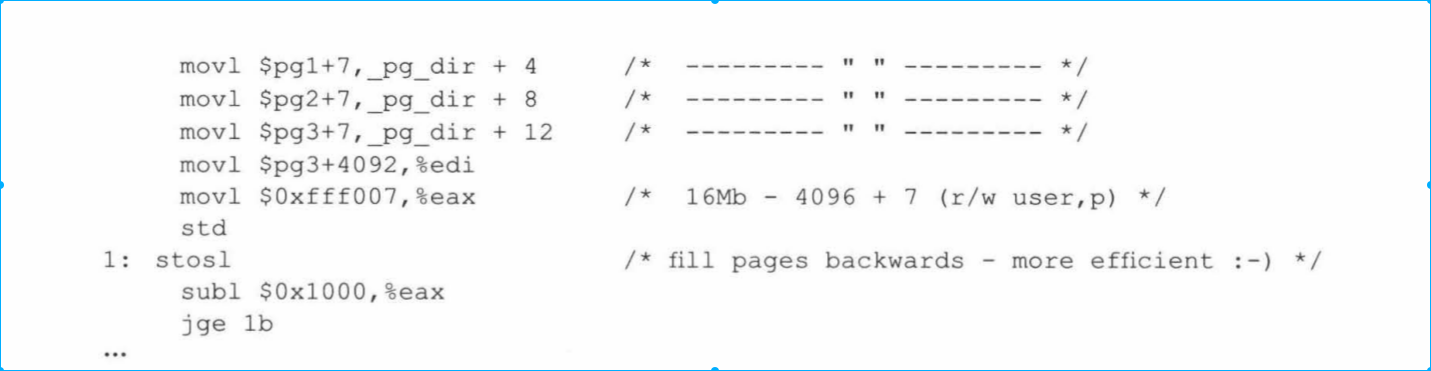 movl $pg1+7,_pg_dir + 4 /* --------- " " --------- */
movl $pg2+7,_pg_dir + 8 /* --------- " " --------- */
movl $pg3+7,_pg_dir + 12 /* --------- " " --------- */
movl $pg3+4092,%edi
movl $0xfff007,%eax /* 16Mb - 4096 + 7 (r/w user,p) */
std
1: stosl /* fill pages backwards - more efficient :-) */
subl $0x1000,%eax
jge 1b
...